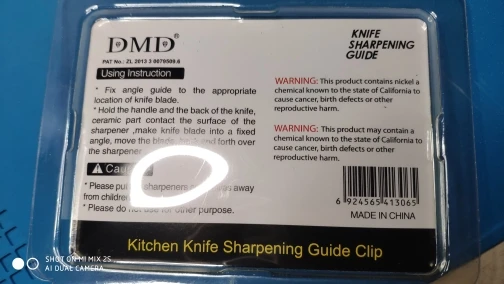 DMD®
PAT No.: ZL 2013 3 0079509.6
KNIFE
SHARPENING
GUIDE
Using Instruction
* Fix angle guide to the appropriate
location of knife blade.
* Hold the handle and the back of the knife,
ceramic part contact the surface of the
sharpener ,make knife blade into a fixed
angle, move the blade and forth over
the sharpener
WARNING: This product contains nickel a
chemical known to the state of California to
cause cancer, birth defects or other
reproductive harm.
WARNING: This product may contain a
chemical known to the state of California to
cause cancer, birth defects or other
reproductive harm.
* Please put sharpeners away
from children
* Please do not use for other purpose.
6 924565 413065
MADE IN CHINA
Kitchen Knife Sharpening Guide Clip
SHOT ON MI MIX 2S
AI DUAL CAMERA